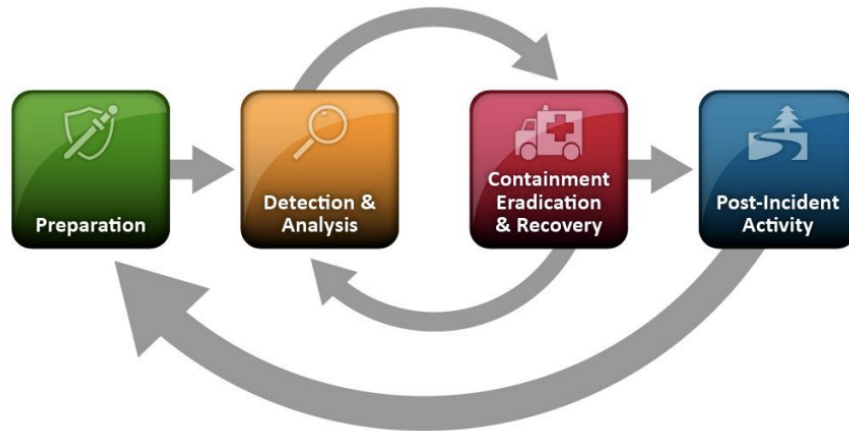 Preparation
Detection &
Analysis
Containment
Eradication
& Recovery
Post-Incident
Activity